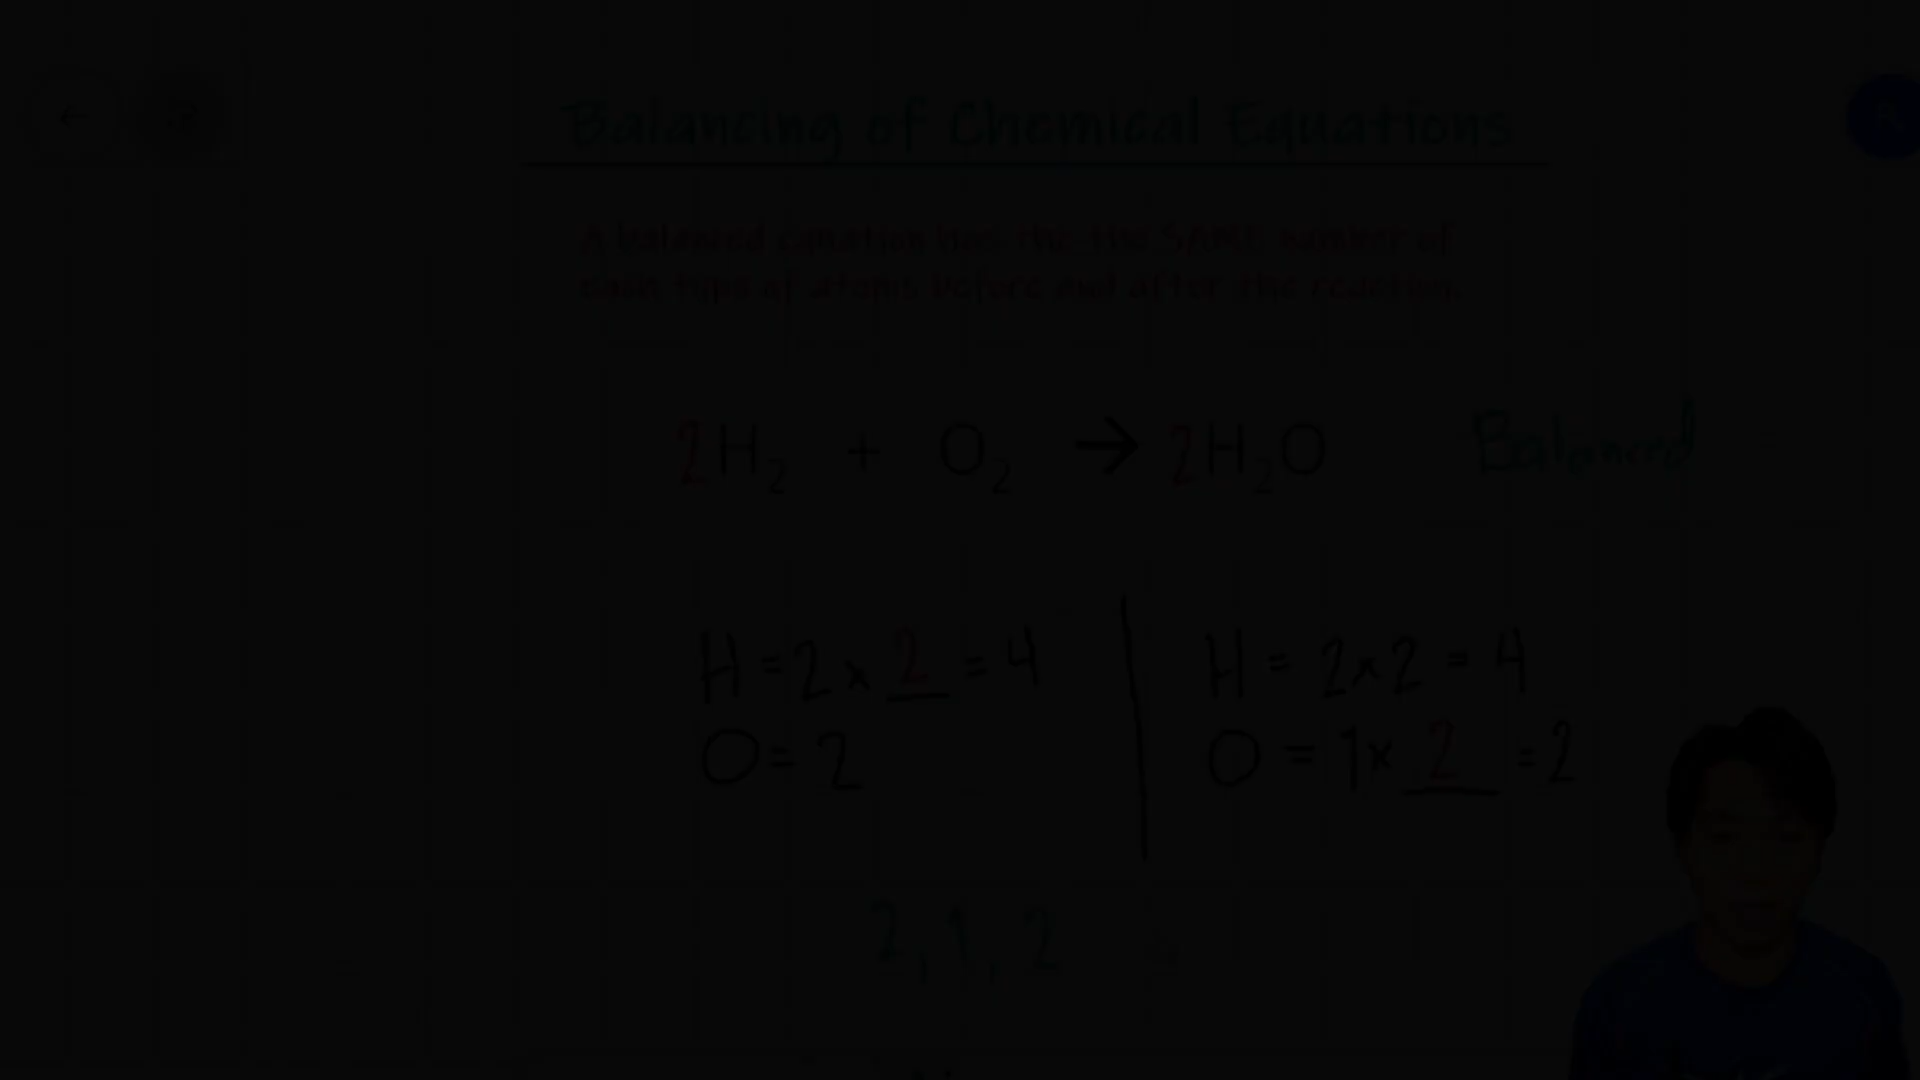 Balancing of Chemical Equations
A balanced equation has the the SAME number of
each type of atoms before and after the reaction.
2H₂ + O₂ → 2H₂O Balanced
H = 2 x 2 = 4 H = 2 x 2 = 4
O = 2 O = 1 x 2 = 2
2, 1, 2